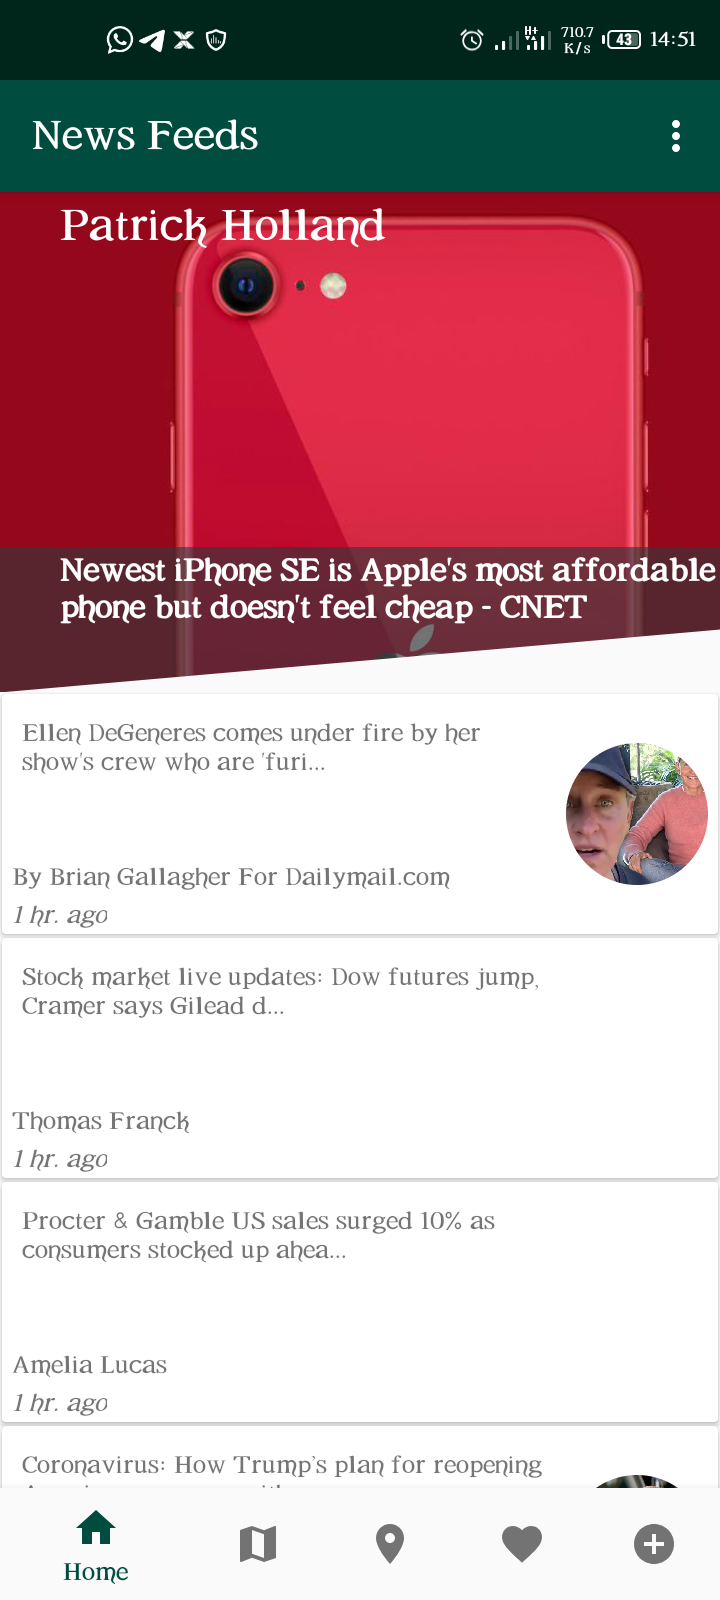 710.7
K/s
H+
43
14:51
News Feeds
Patrick Holland
Newest iPhone SE is Apple's most affordable
phone but doesn't feel cheap - CNET
Ellen DeGeneres comes under fire by her
show's crew who are 'furi...
By Brian Gallagher For Dailymail.com
1 hr. ago
Stock market live updates: Dow futures jump,
Cramer says Gilead d...
Thomas Franck
1 hr. ago
Procter & Gamble US sales surged 10% as
consumers stocked up ahea...
Amelia Lucas
1 hr. ago
Coronavirus: How Trump’s plan for reopening
Home